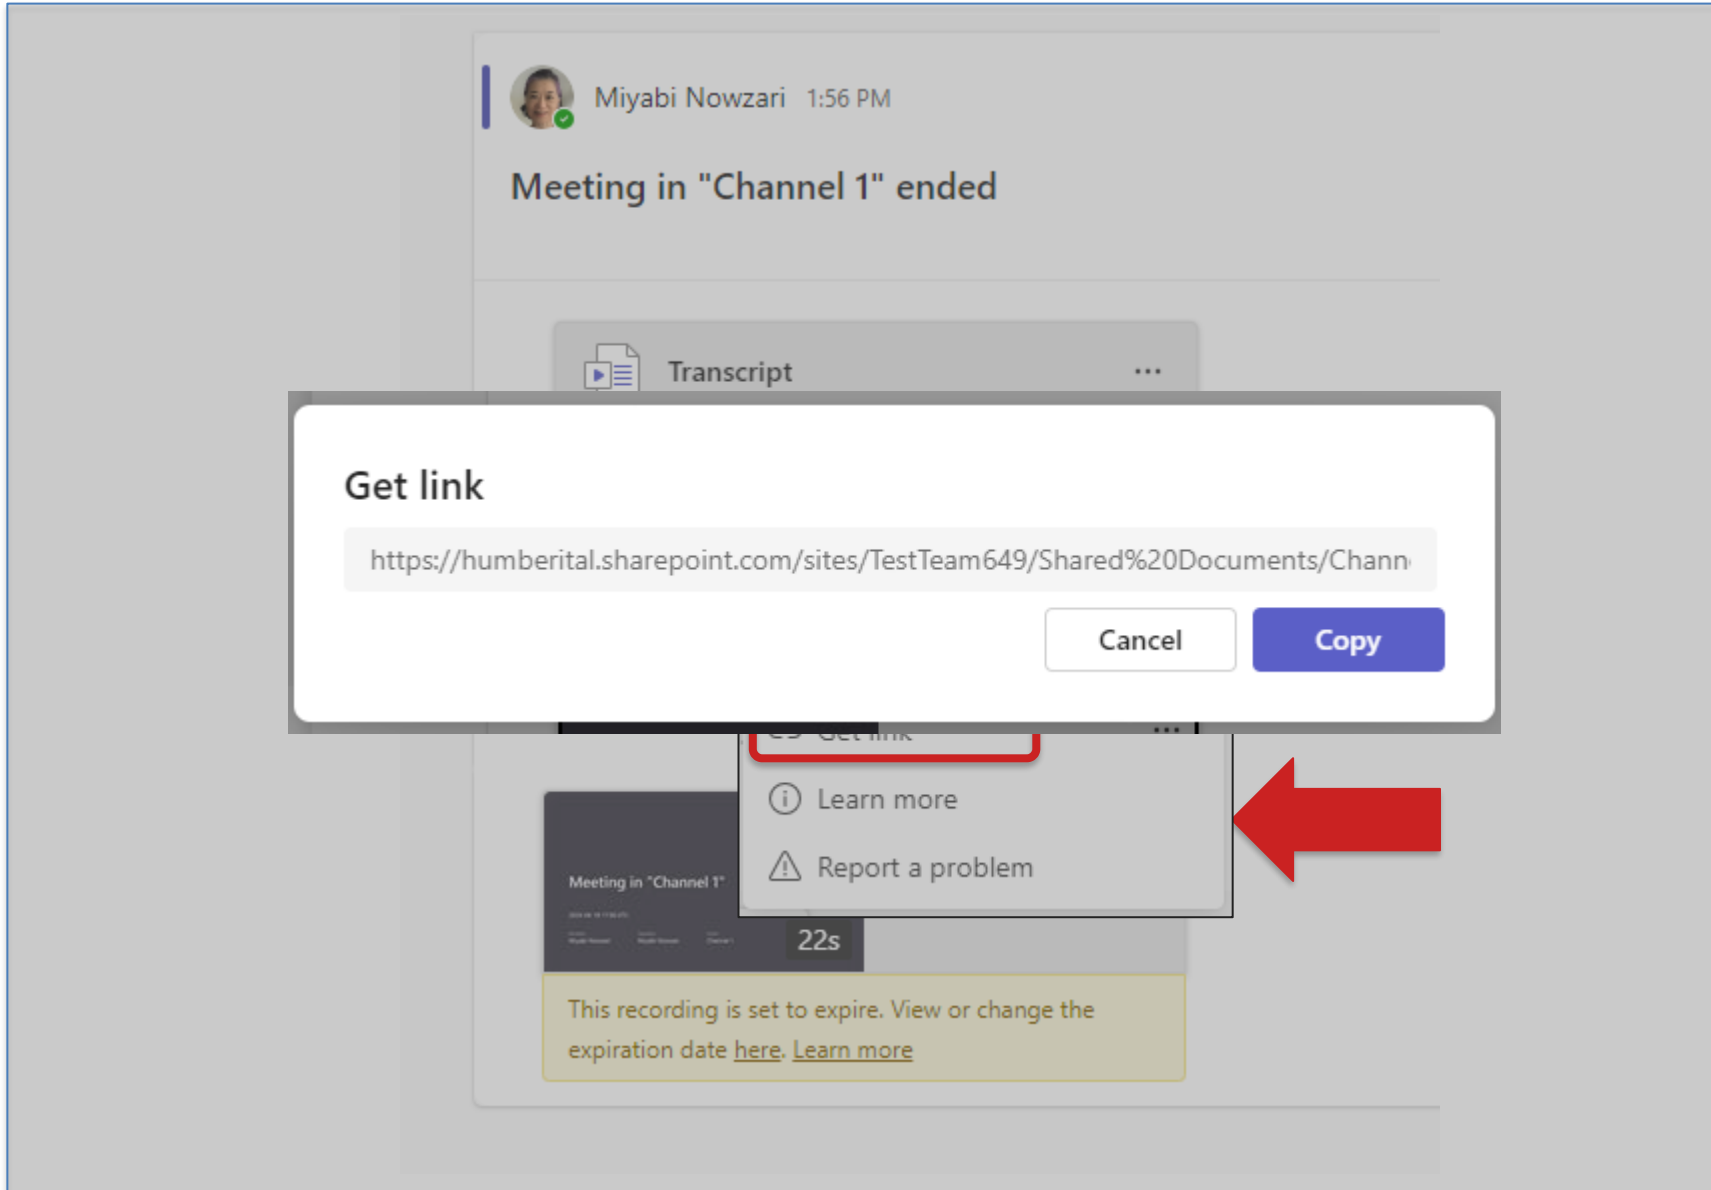 Miyabi Nowzari 1:56 PM
Meeting in "Channel 1" ended
Transcript
Get link
https://humberital.sharepoint.com/sites/TestTeam649/Shared%20Documents/Chann
Cancel
Copy
Get link
Learn more
Report a problem
Meeting in "Channel 1"
22s
This recording is set to expire. View or change the
expiration date here. Learn more